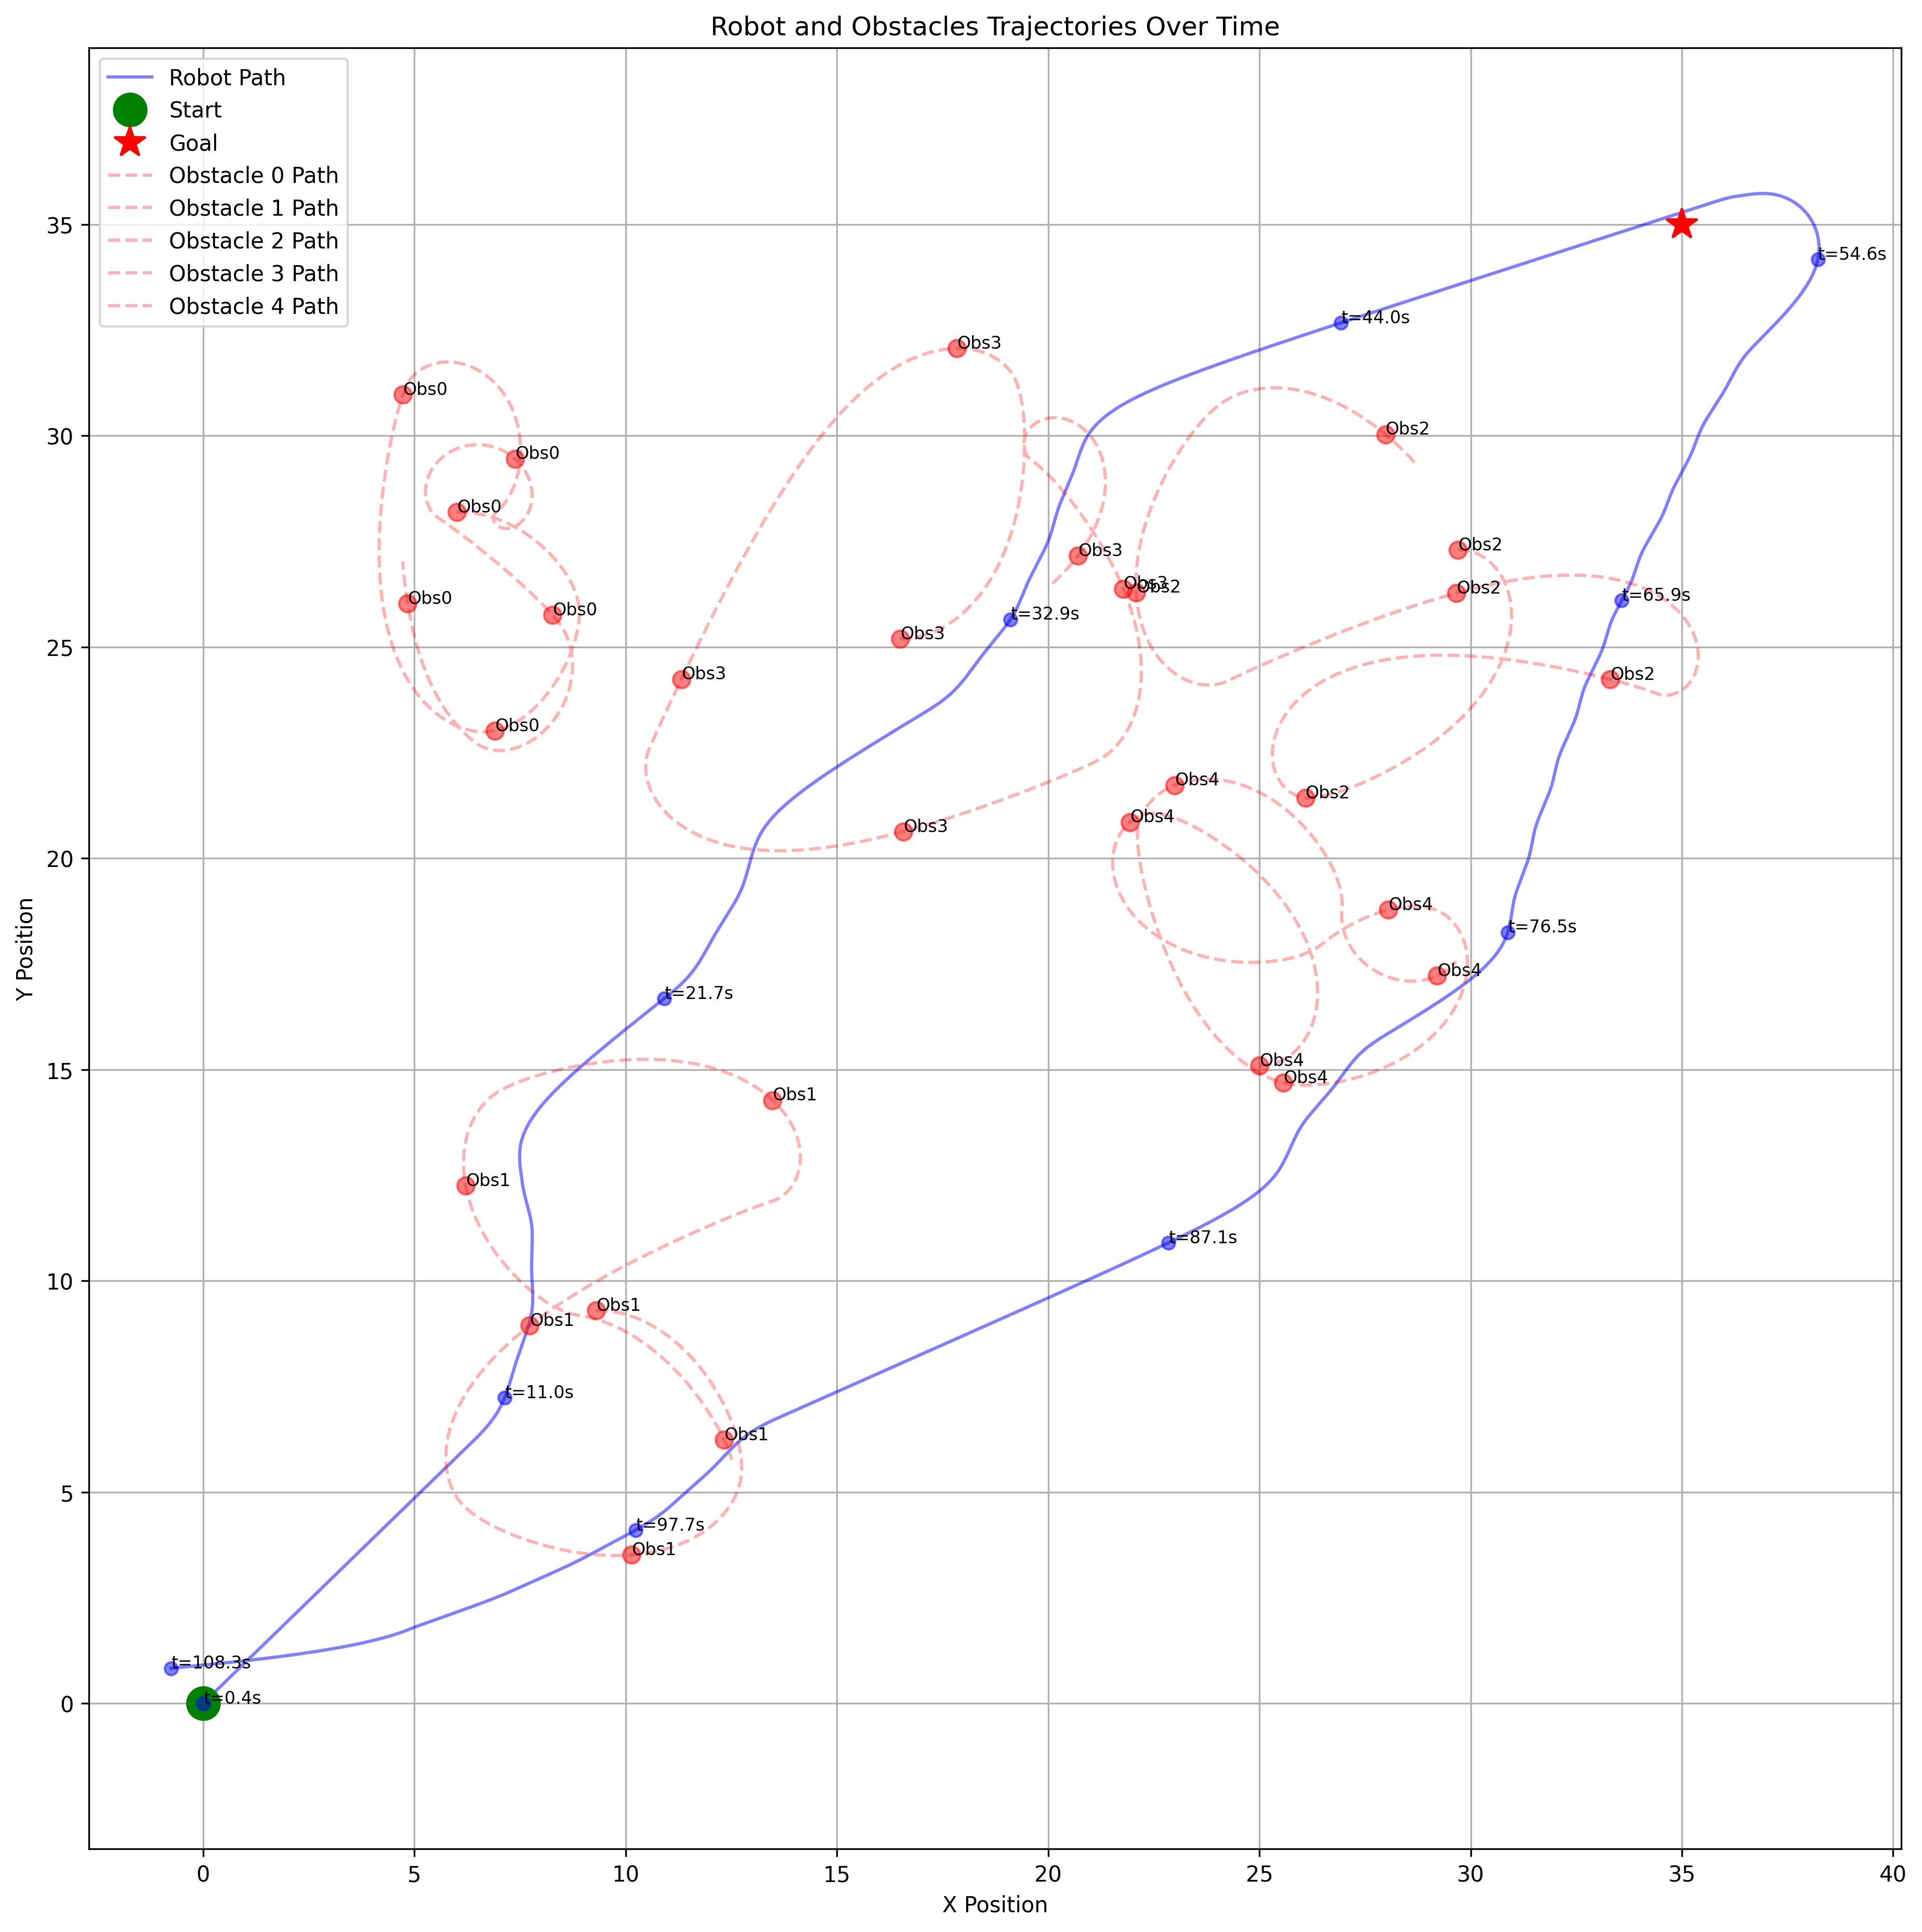 Robot and Obstacles Trajectories Over Time
Robot Path
Start
Goal
Obstacle 0 Path
Obstacle 1 Path
Obstacle 2 Path
Obstacle 3 Path
Obstacle 4 Path
35
30
25
20
15
10
5
0
Y Position
t=54.6s
t=44.0s
Obs3
Obs0
Obs2
Obs0
Obs0
Obs3
Obs2
Obs3
Obs2
Obs2
t=65.9s
Obs0
Obs0
t=32.9s
Obs3
Obs3
Obs2
Obs0
Obs4
Obs2
Obs4
Obs3
Obs4
t=76.5s
Obs4
t=21.7s
Obs4
Obs4
Obs1
Obs1
t=87.1s
Obs1
Obs1
t=11.0s
Obs1
t=97.7s
Obs1
t=108.3s
t=0.4s
0
5
10
15
20
25
30
35
40
X Position